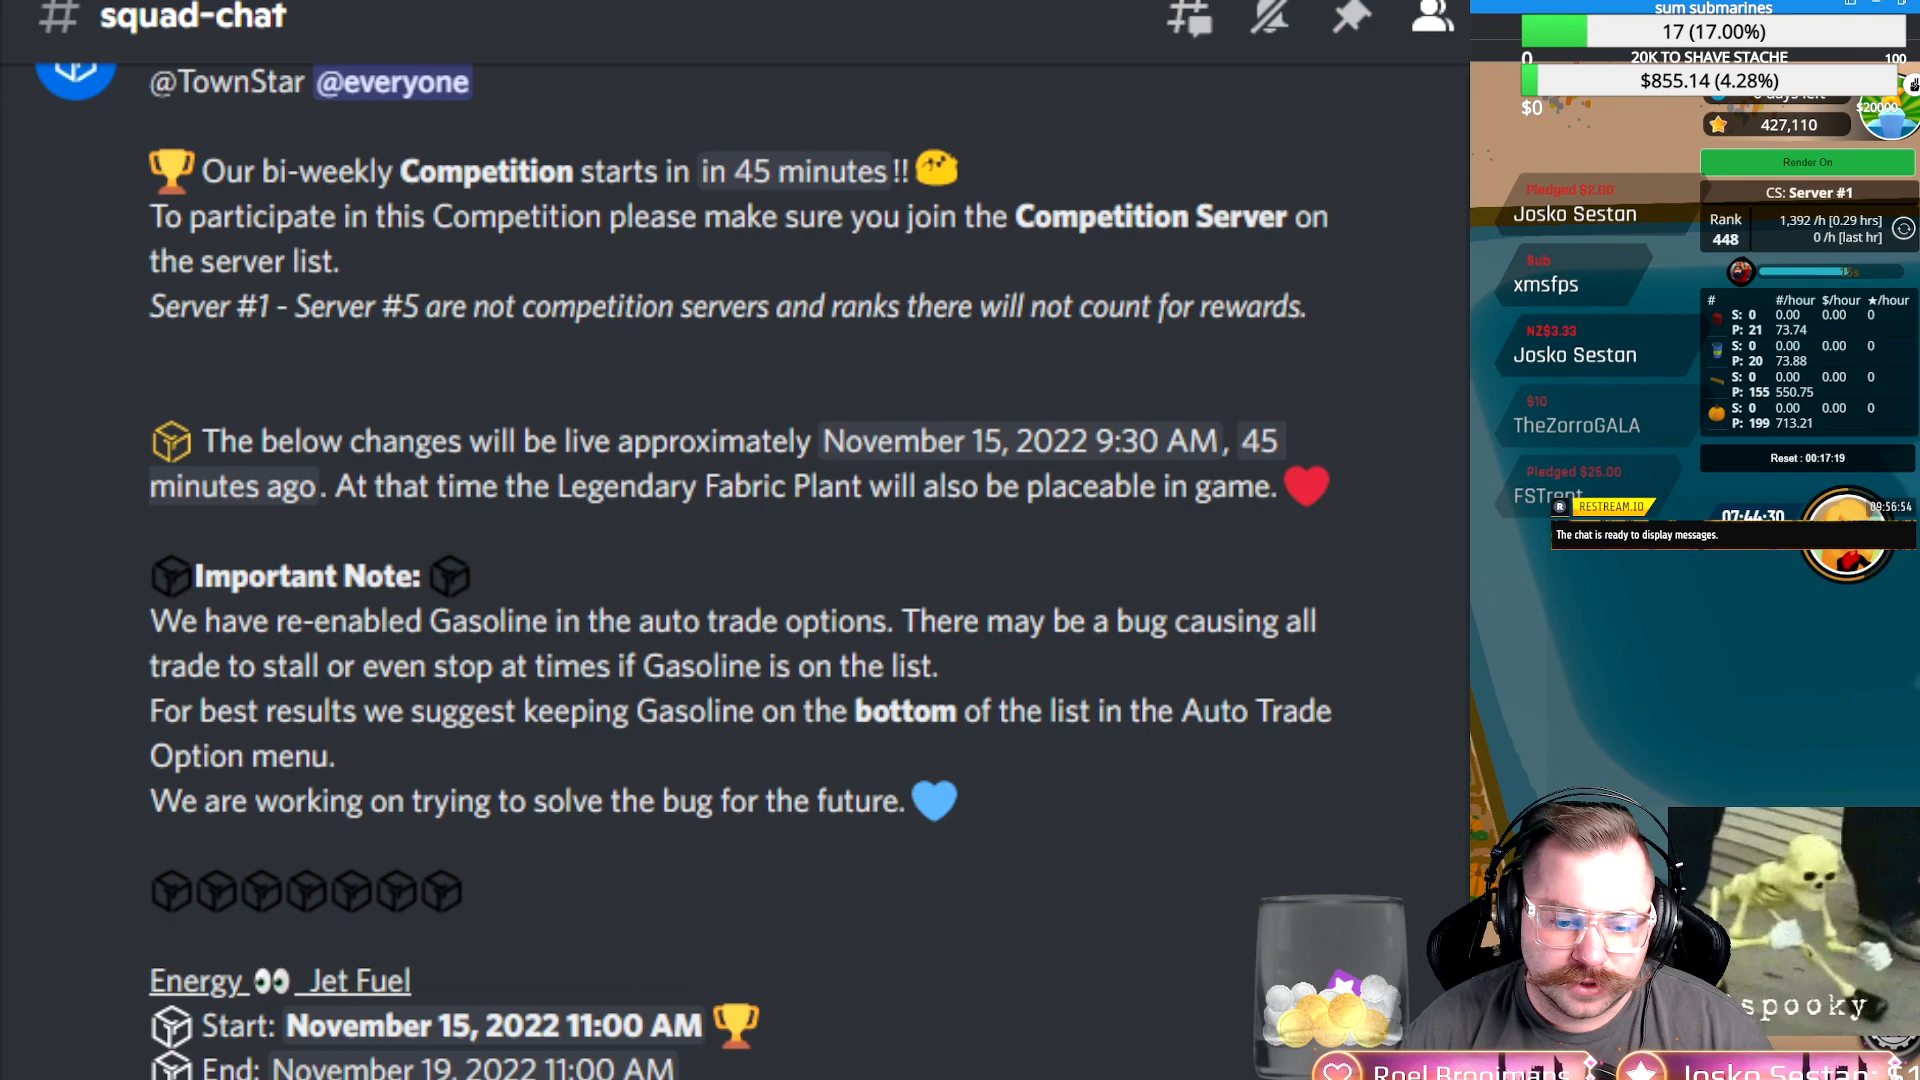 # squad-chat
@TownStar @everyone
Our bi-weekly Competition starts in in 45 minutes!!
To participate in this Competition please make sure you join the Competition Server on
the server list.
Server #1 - Server #5 are not competition servers and ranks there will not count for rewards.
The below changes will be live approximately November 15, 2022 9:30 AM, 45
minutes ago. At that time the Legendary Fabric Plant will also be placeable in game.
Important Note:
We have re-enabled Gasoline in the auto trade options. There may be a bug causing all
trade to stall or even stop at times if Gasoline is on the list.
For best results we suggest keeping Gasoline on the bottom of the list in the Auto Trade
Option menu.
We are working on trying to solve the bug for the future.
Energy Jet Fuel
Start: November 15, 2022 11:00 AM
End: November 19, 2022 11:00 AM
sum submarines
17 (17.00%)
0 20K TO SHAVE STACHE 100
$855.14 (4.28%)
$0 $20000
427,110
Render On
CS: Server #1
Rank 1,392 /h [0.29 hrs]
448 0 /h [last hr]
# #/hour $/hour ★/hour
S: 0 0.00 0.00 0
P: 21 73.74
S: 0 0.00 0.00 0
P: 20 73.88
S: 0 0.00 0.00 0
P: 155 550.75
S: 0 0.00 0.00 0
P: 199 713.21
Reset : 00:17:19
Pledged $2.00
Josko Sestan
Sub
xmsfps
NZ$3.33
Josko Sestan
$10
TheZorroGALA
Pledged $25.00
FSTrent
R RESTREAM.IO
07:44:30 09:56:54
The chat is ready to display messages.
spooky
Roel Brooimans
Josko Sestan: $1